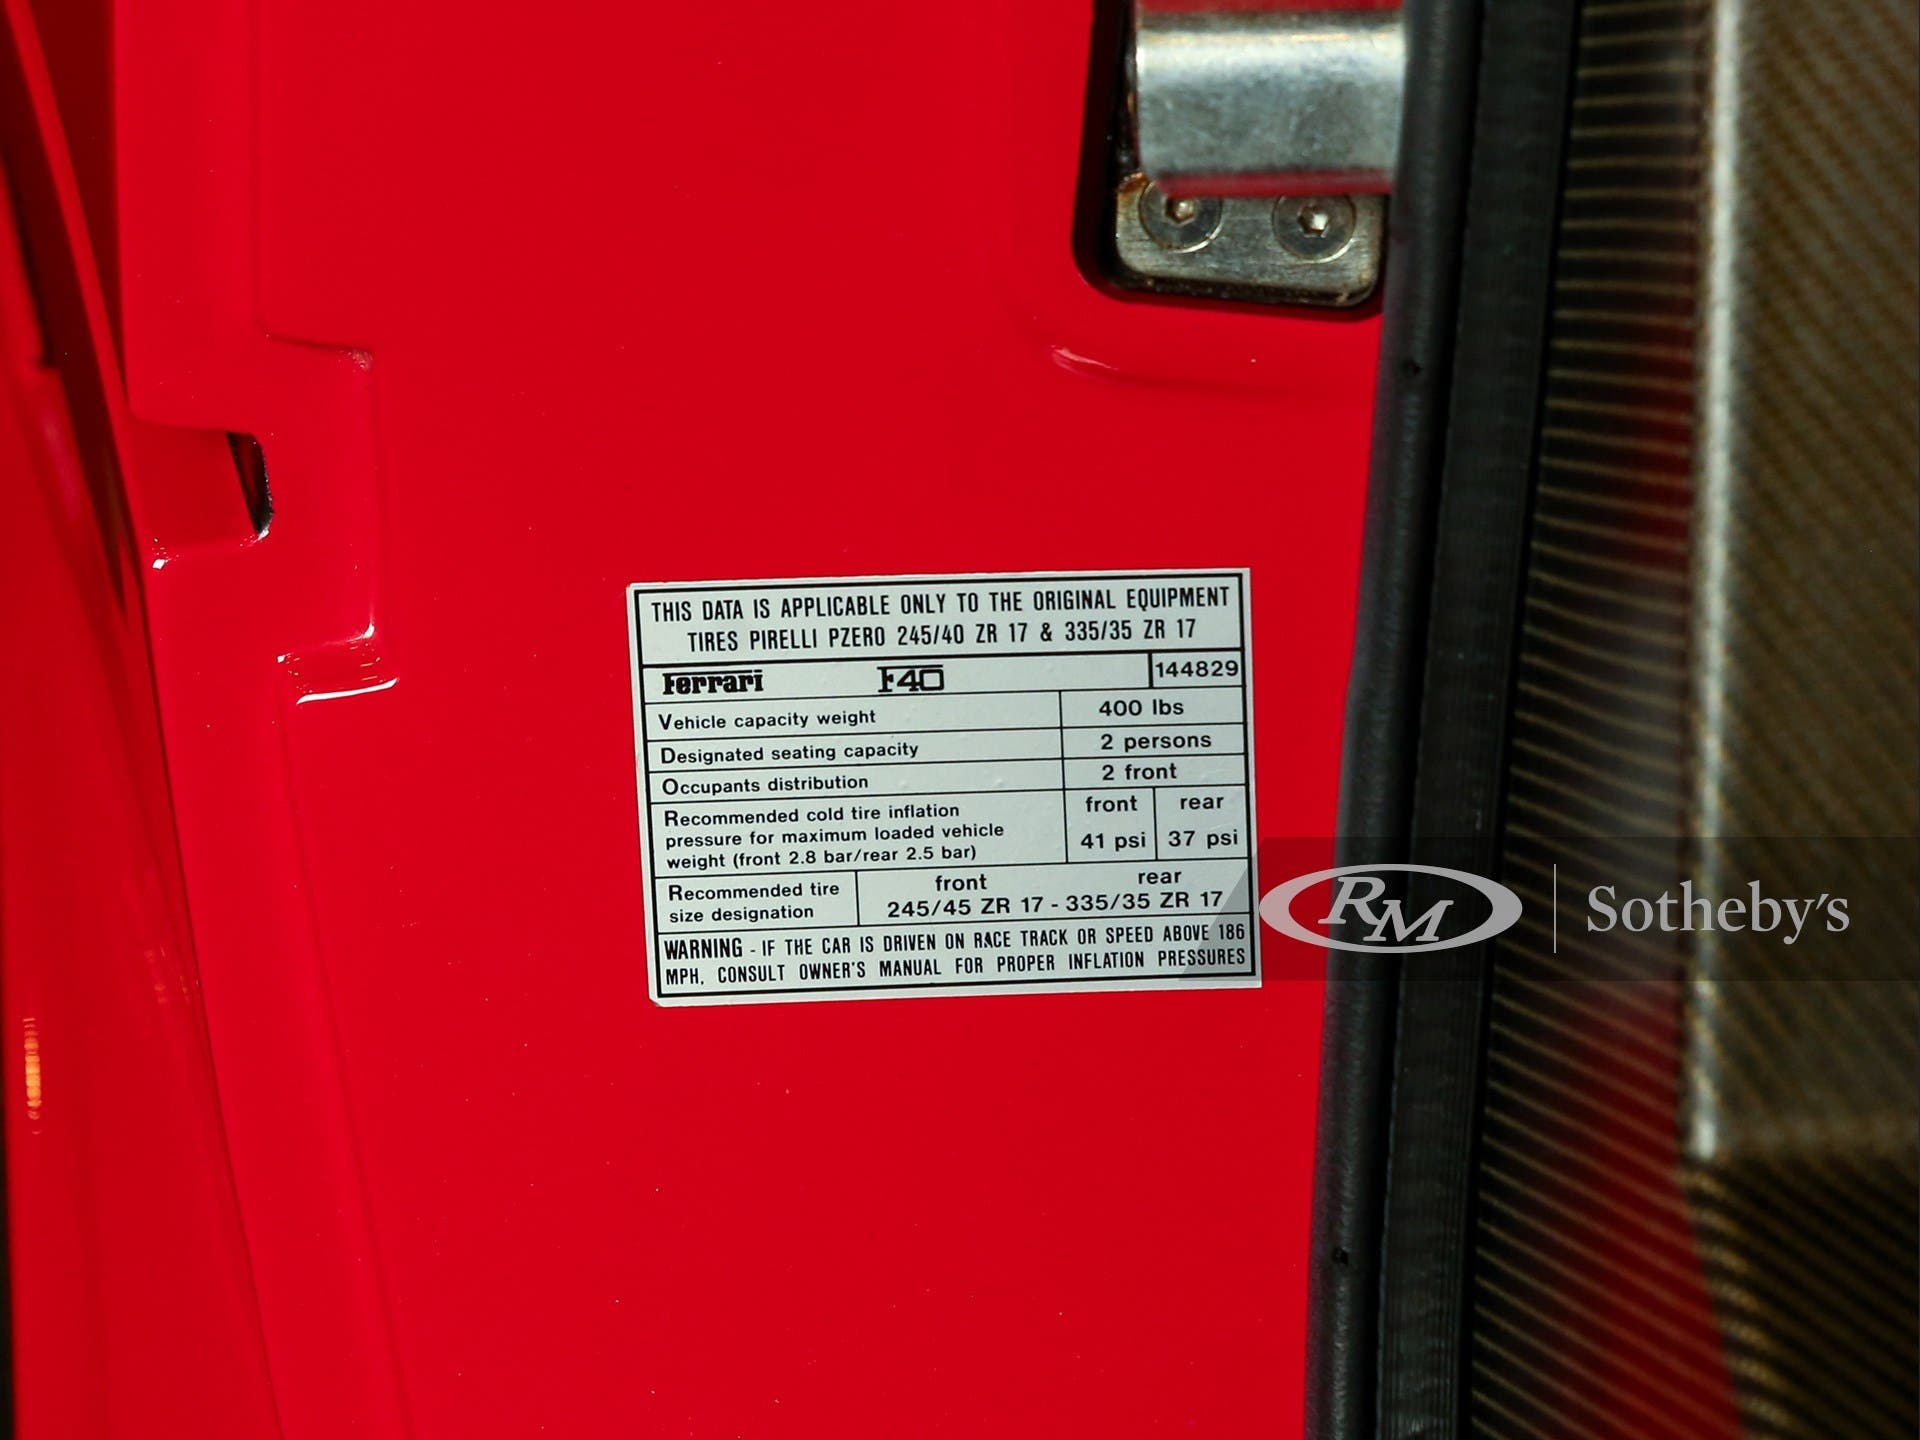 THIS DATA IS APPLICABLE ONLY TO THE ORIGINAL EQUIPMENT
TIRES PIRELLI PZERO 245/40 ZR 17 & 335/35 ZR 17
Ferrari F40 144829
Vehicle capacity weight 400 lbs
Designated seating capacity 2 persons
Occupants distribution 2 front
Recommended cold tire inflation
pressure for maximum loaded vehicle
weight (front 2.8 bar/rear 2.5 bar)
front rear
41 psi 37 psi
Recommended tire
size designation
front rear
245/45 ZR 17 - 335/35 ZR 17
WARNING - IF THE CAR IS DRIVEN ON RACE TRACK OR SPEED ABOVE 186
MPH, CONSULT OWNER'S MANUAL FOR PROPER INFLATION PRESSURES
RM Sotheby's